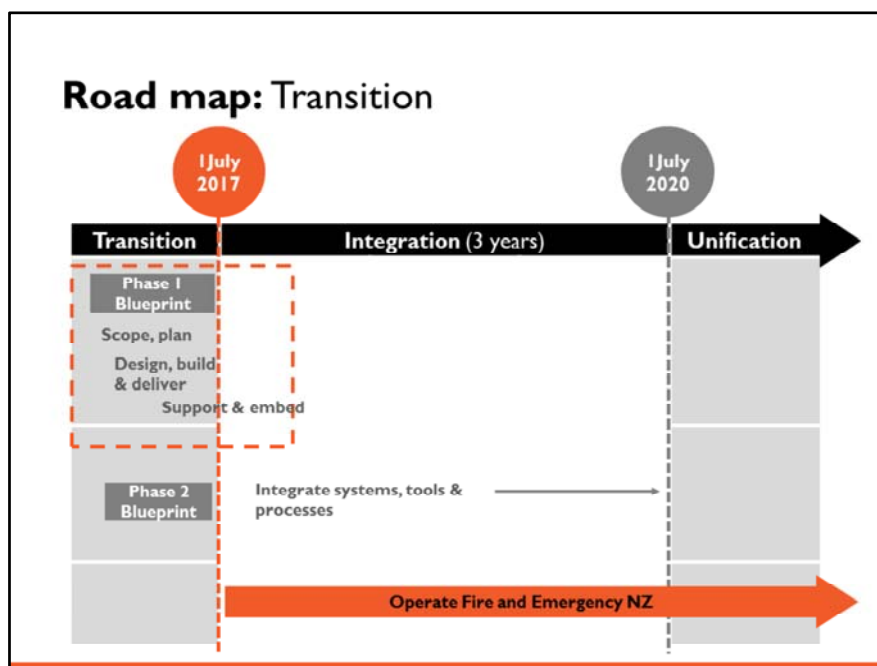 Road map: Transition
1 July
2017
1 July
2020
Transition
Integration (3 years)
Unification
Phase 1
Blueprint
Scope, plan
Design, build
& deliver
Support & embed
Phase 2
Blueprint
Integrate systems, tools &
processes
Operate Fire and Emergency NZ